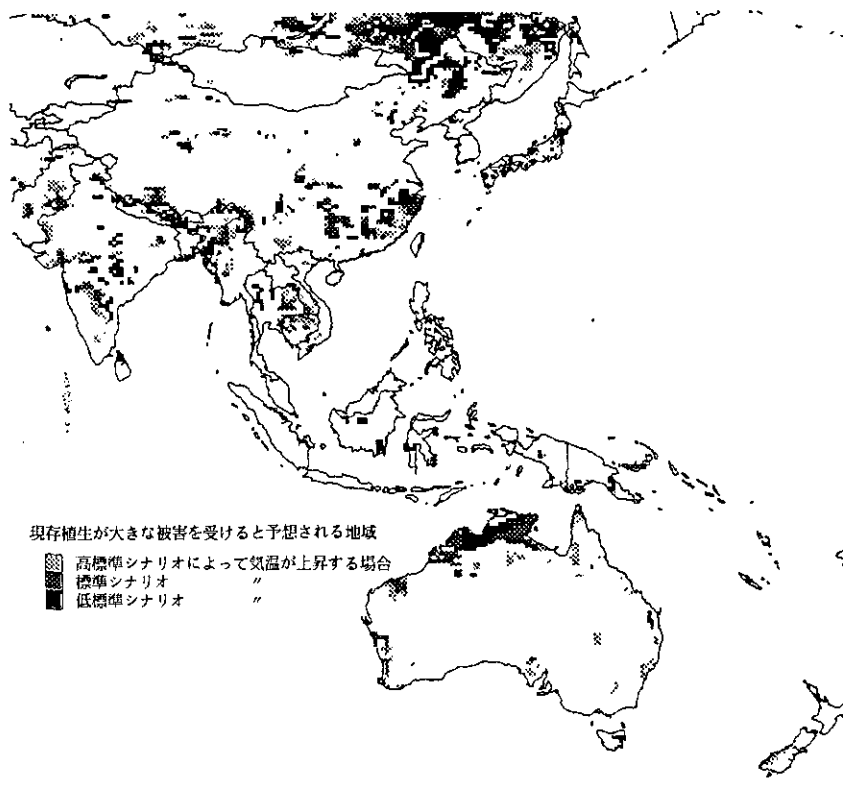 現存植生が大きな被害を受けると予想される地域
高標準シナリオによって気温が上昇する場合
標準シナリオ 〃
低標準シナリオ 〃